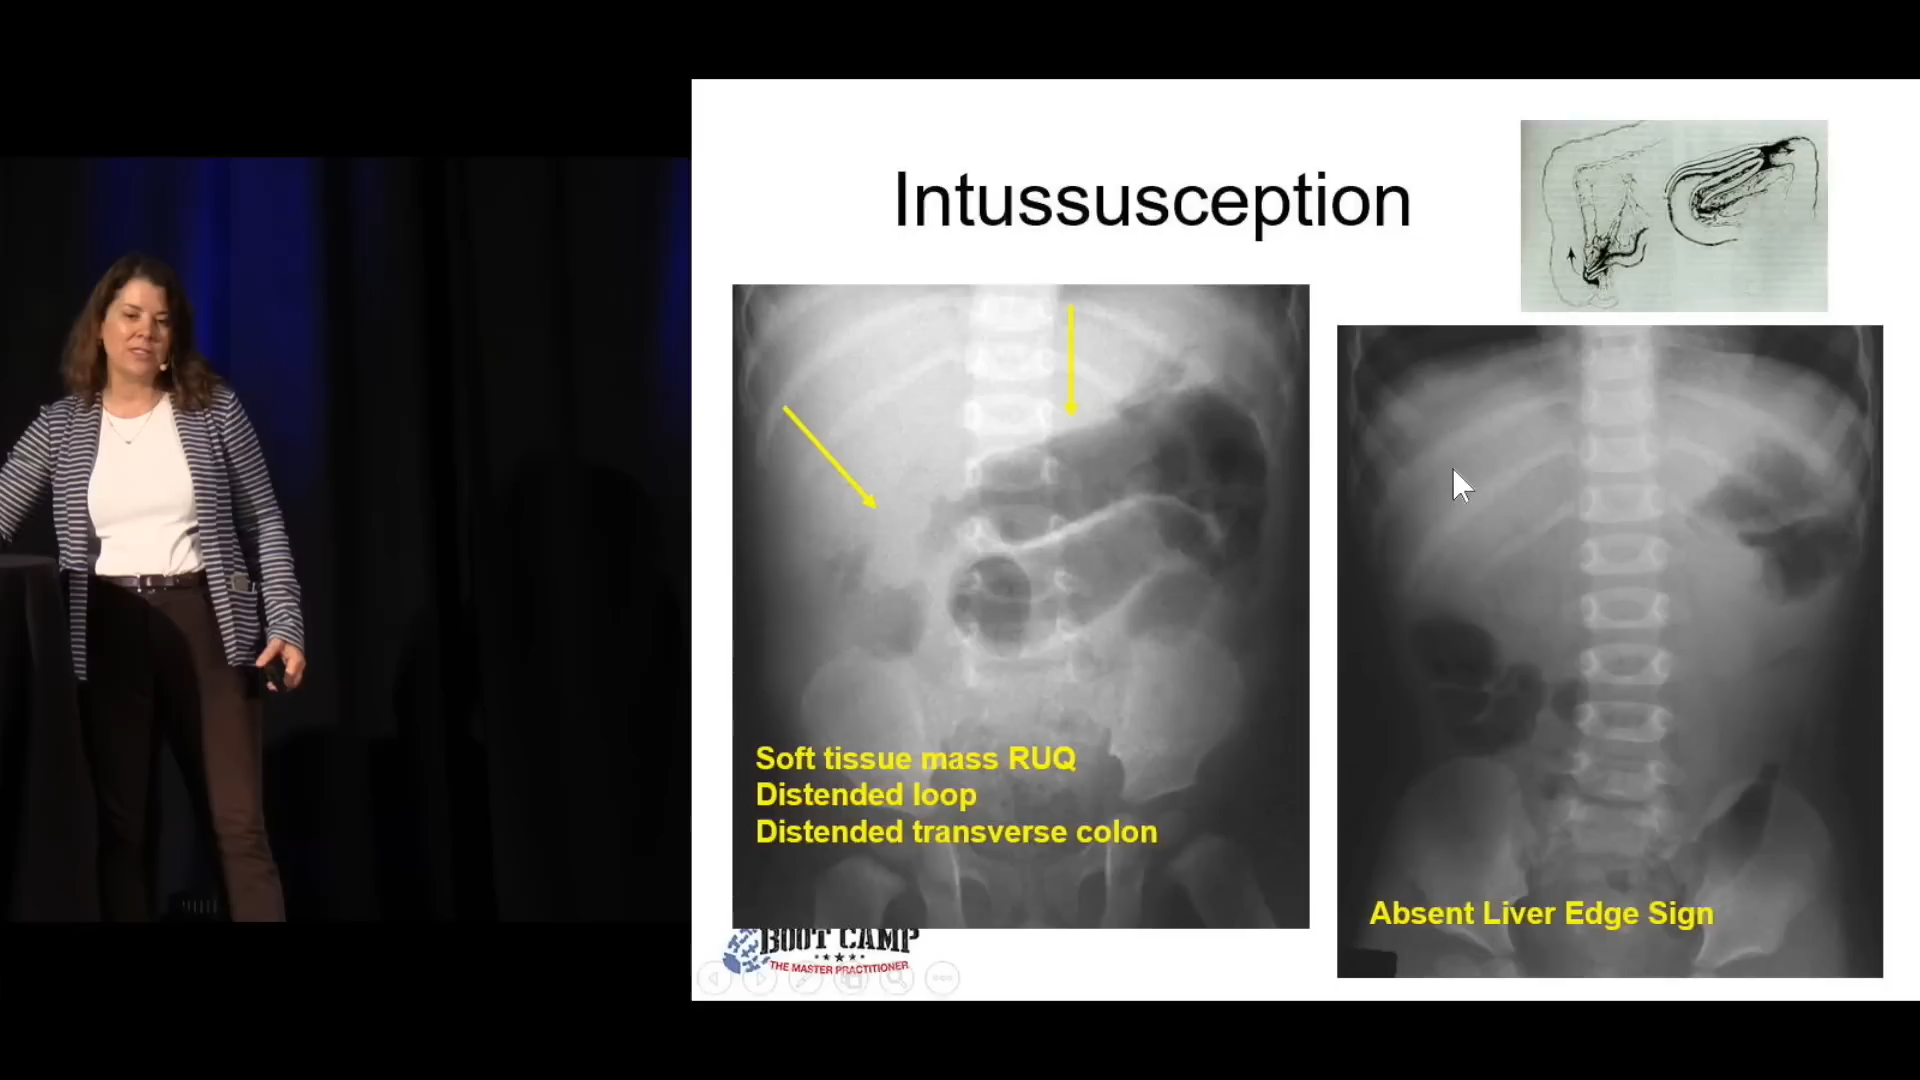 Intussusception
Soft tissue mass RUQ
Distended loop
Distended transverse colon
Absent Liver Edge Sign
BOOT CAMP
THE MASTER PRACTITIONER